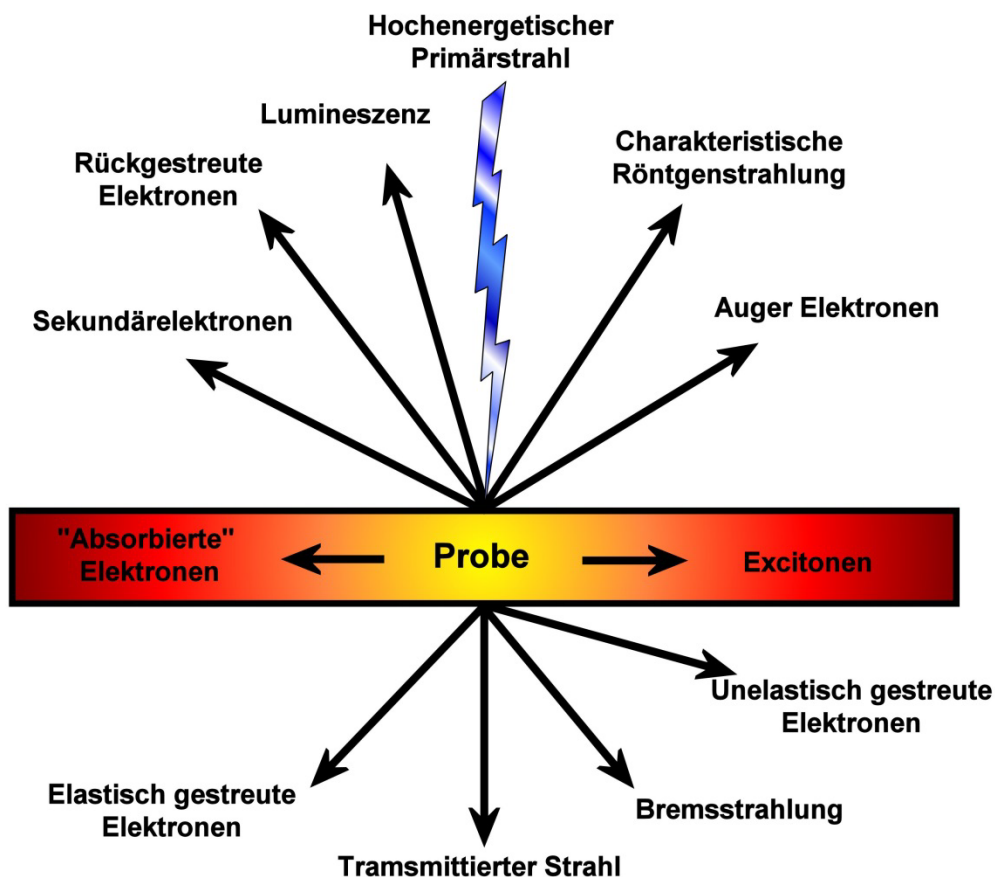 Hochenergetischer
Primärstrahl
Lumineszenz
Charakteristische
Röntgenstrahlung
Rückgestreute
Elektronen
Auger Elektronen
Sekundärelektronen
"Absorbierte"
Elektronen
Probe
Excitonen
Unelastisch gestreute
Elektronen
Elastisch gestreute
Elektronen
Bremsstrahlung
Tramsmittierter Strahl